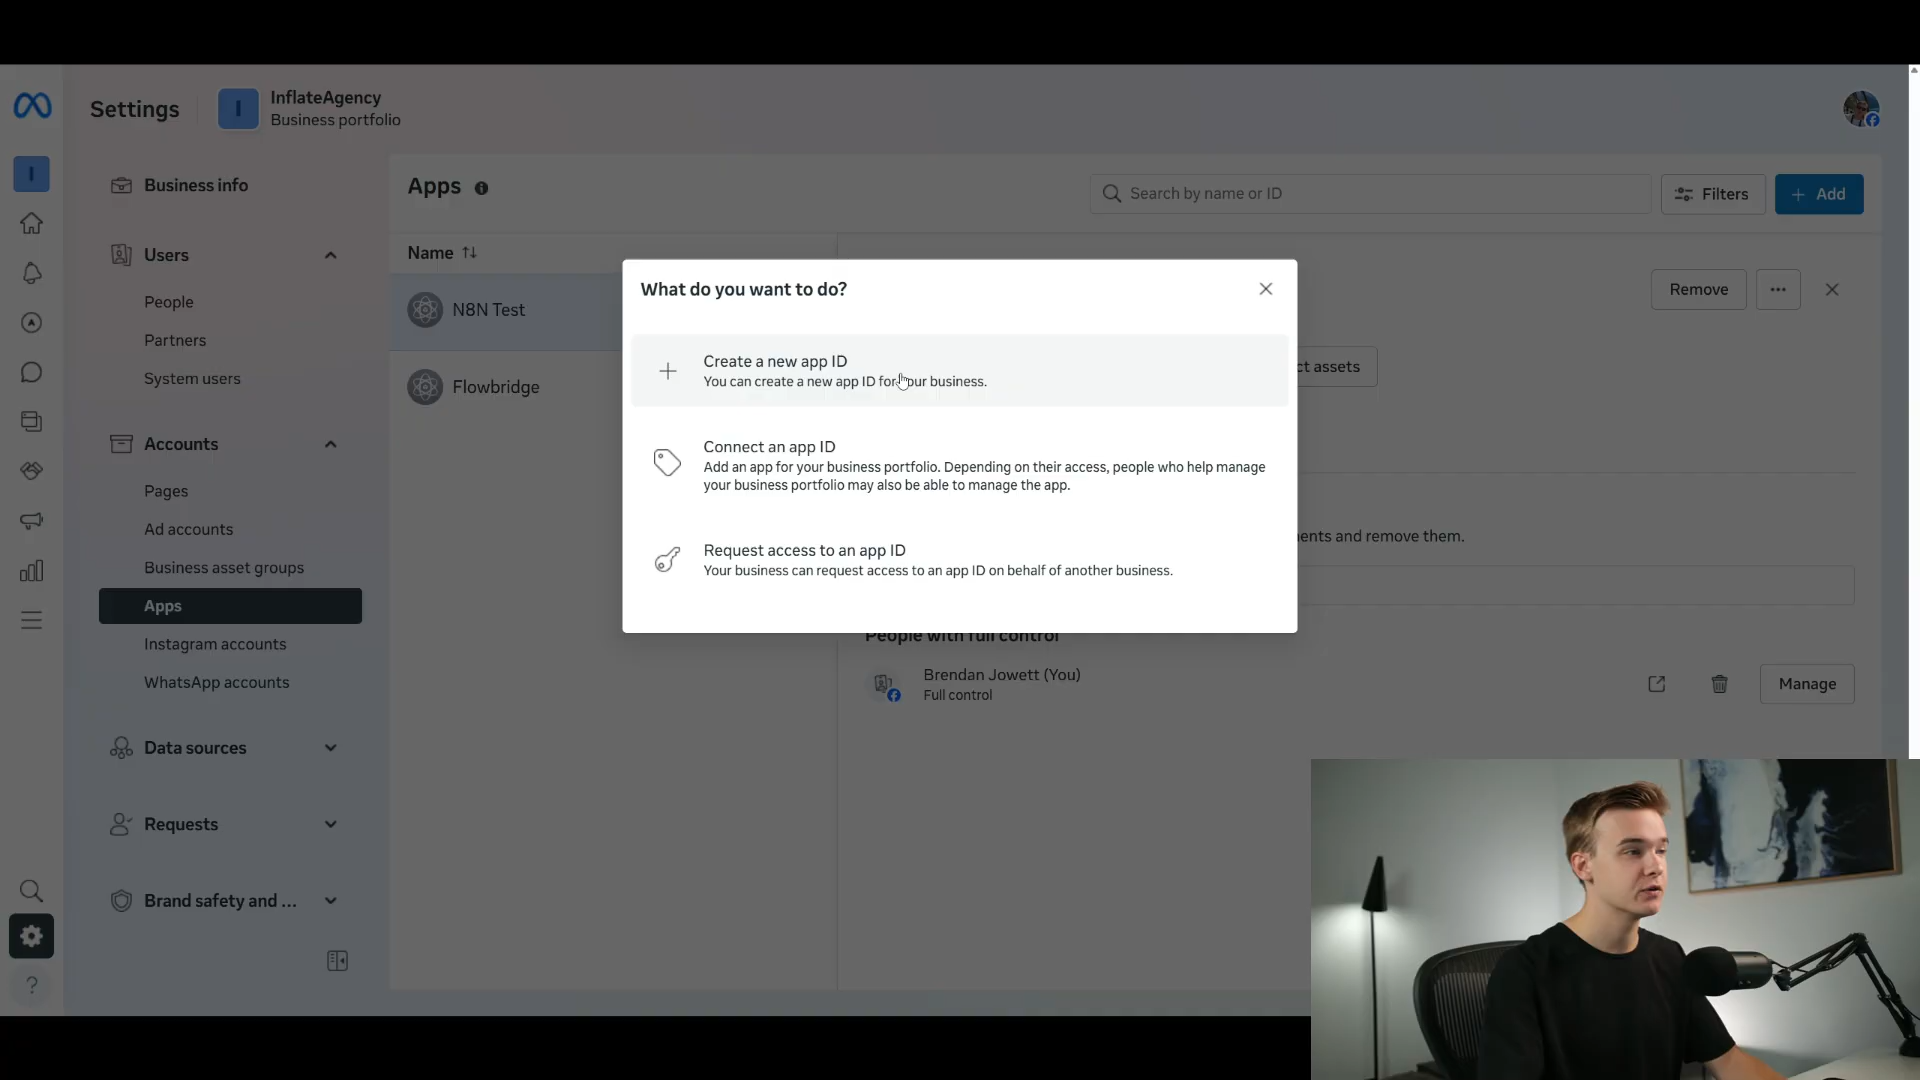 Settings
I
InflateAgency
Business portfolio
I
Business info
Users
People
Partners
System users
Accounts
Pages
Ad accounts
Business asset groups
Apps
Instagram accounts
WhatsApp accounts
Data sources
Requests
Brand safety and ...
?
Apps
Search by name or ID
Filters
+ Add
Name
N8N Test
Flowbridge
Remove
ct assets
ents and remove them.
What do you want to do?
Create a new app ID
You can create a new app ID for your business.
Connect an app ID
Add an app for your business portfolio. Depending on their access, people who help manage
your business portfolio may also be able to manage the app.
Request access to an app ID
Your business can request access to an app ID on behalf of another business.
People with full control
Brendan Jowett (You)
Full control
Manage